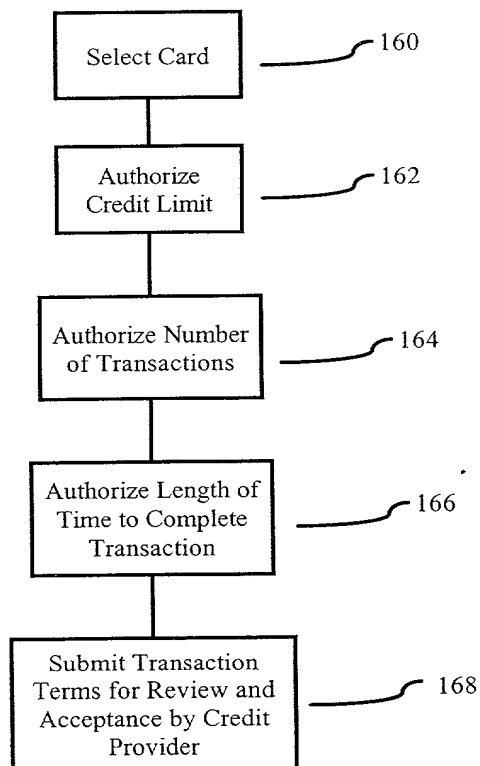 Select Card
160
Authorize
Credit Limit
162
Authorize Number
of Transactions
164
Authorize Length of
Time to Complete
Transaction
166
Submit Transaction
Terms for Review and
Acceptance by Credit
Provider
168